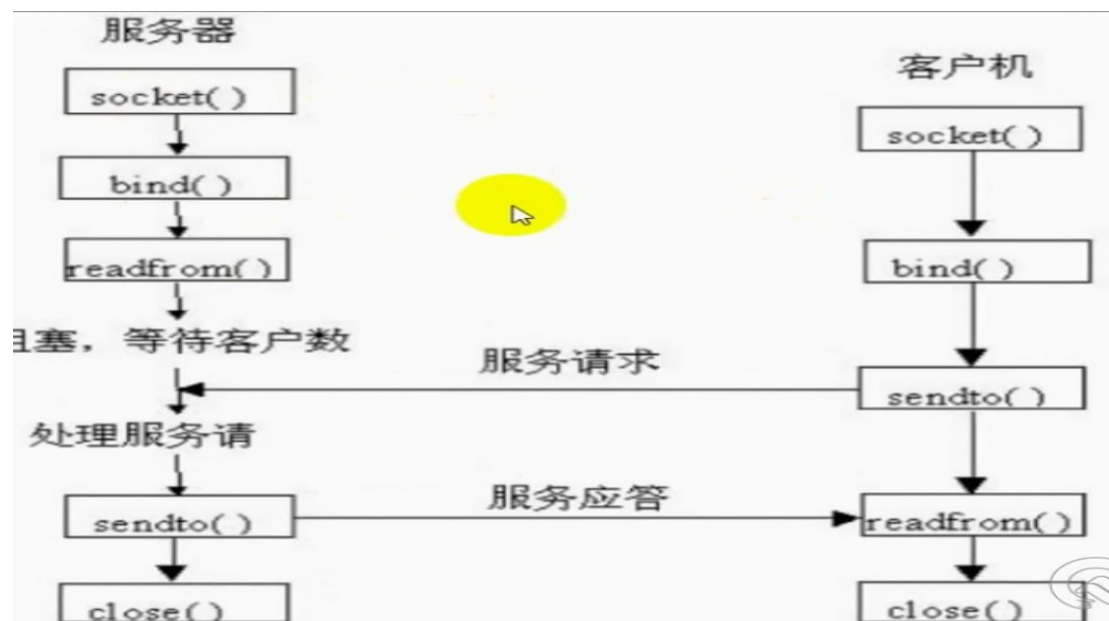 服务器
socket()
bind()
readfrom()
阻塞，等待客户数
处理服务请
sendto()
close()
服务请求
服务应答
客户机
socket()
bind()
sendto()
readfrom()
close()